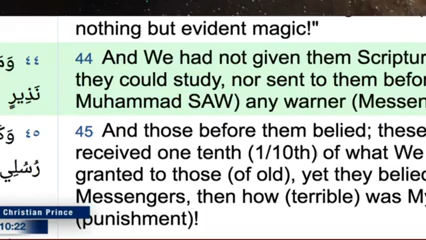 nothing but evident magic!"
٤٤
44 And We had not given them Scriptur
they could study, nor sent to them befor
نَذِيرٍ
Muhammad SAW) any warner (Messen
٤٥
45 And those before them belied; these
received one tenth (1/10th) of what We
رُسُلِي
granted to those (of old), yet they belied
Messengers, then how (terrible) was My
(punishment)!
Christian Prince
10:22